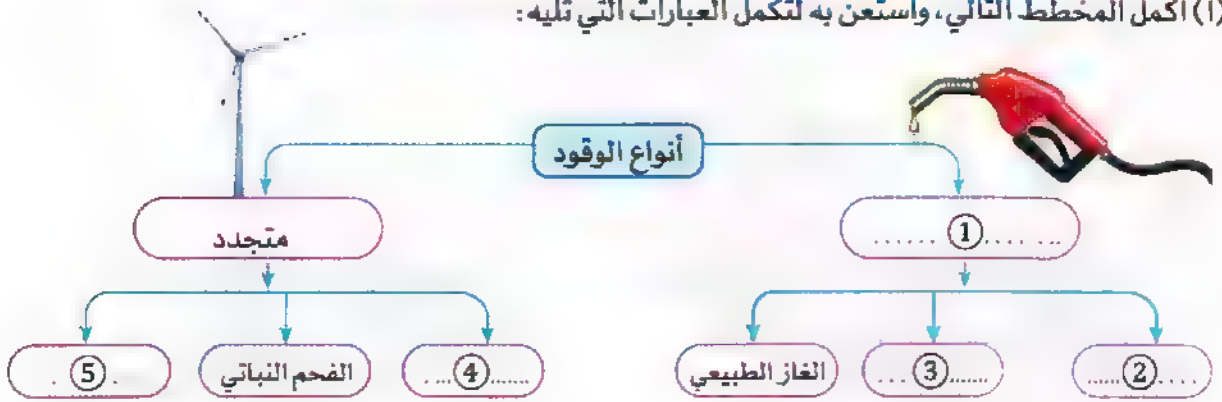 (١) أكمل المخطط التالي، واستعن به لتكمل العبارات التي تليه:
أنواع الوقود
...... ① .... ...
متجدد
..... ② ....
... ③ ......
الغاز الطبيعي
.... ④ ......
الفحم النباتي
. ⑤ .